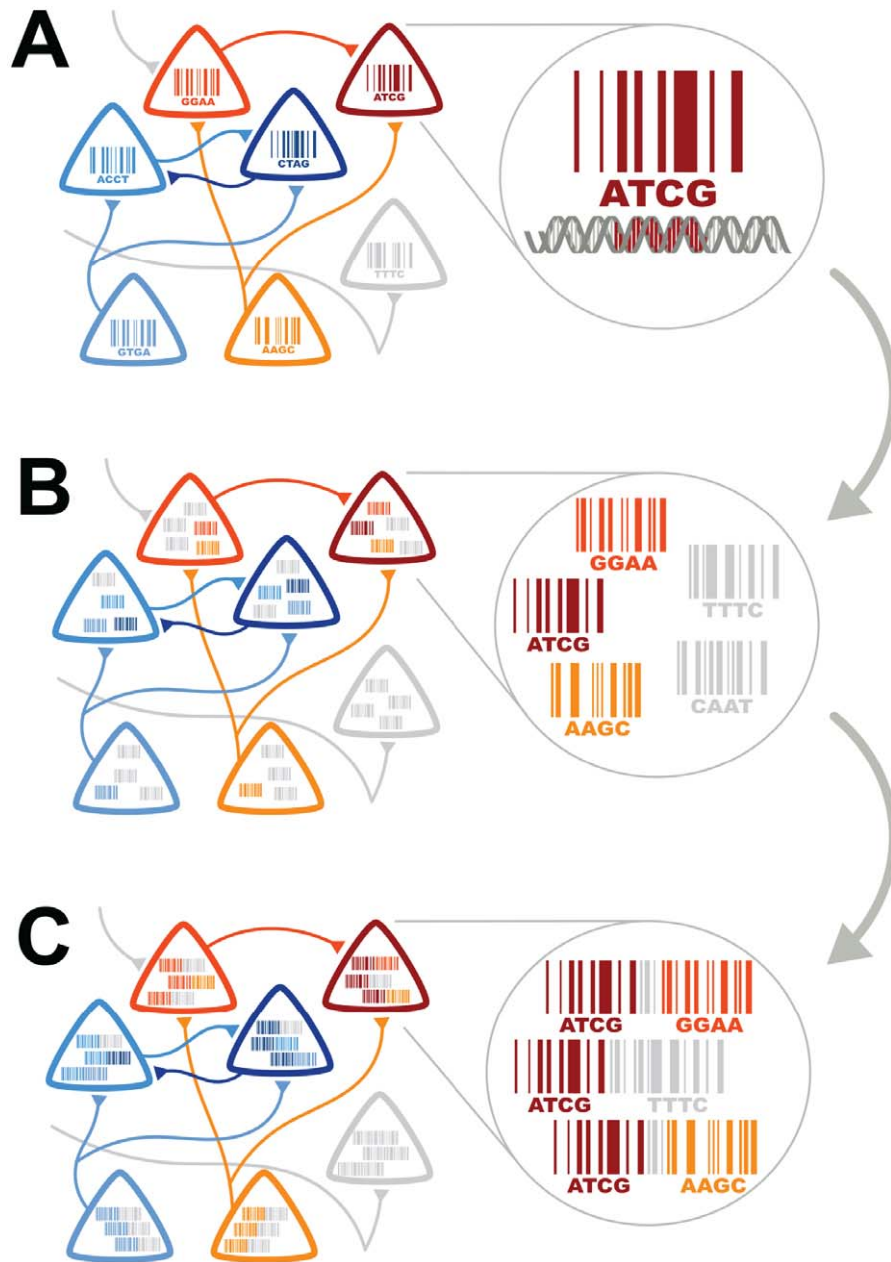 A
GGAA
ATCG
ACCT
CTAG
TTTC
GTGA
AAGC
ATCG
B
GGAA
TTTC
ATCG
CAAT
AAGC
C
ATCG GGAA
ATCG TTTC
ATCG AAGC